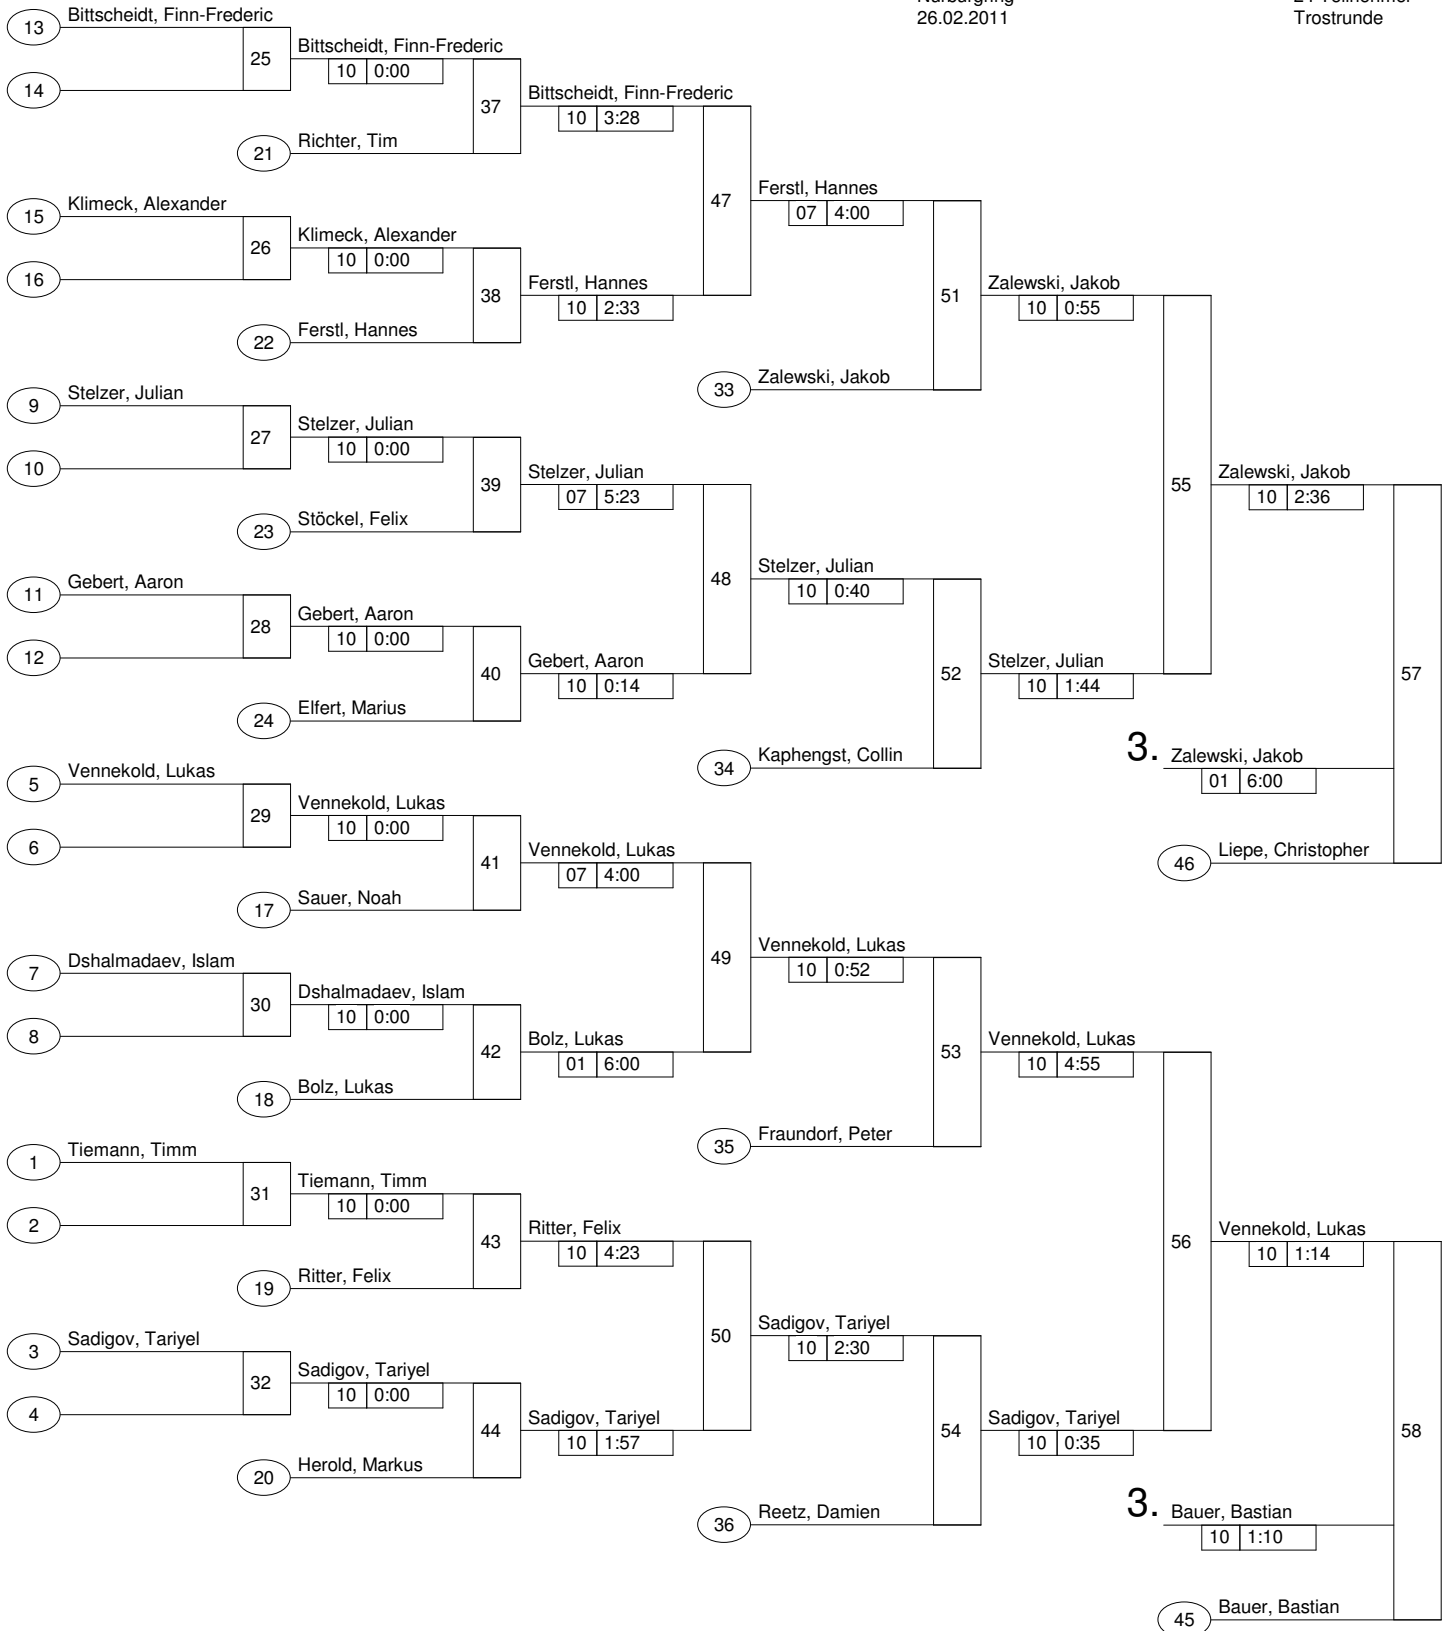 26.02.2011
Trostrunde
13 Bittscheidt, Finn-Frederic
25
14
Bittscheidt, Finn-Frederic
10 0:00
37
21 Richter, Tim
Bittscheidt, Finn-Frederic
10 3:28
47
15 Klimeck, Alexander
26
16
Klimeck, Alexander
10 0:00
38
22 Ferstl, Hannes
Ferstl, Hannes
10 2:33
Ferstl, Hannes
07 4:00
51
33 Zalewski, Jakob
Zalewski, Jakob
10 0:55
55
9 Stelzer, Julian
27
10
Stelzer, Julian
10 0:00
39
23 Stöckel, Felix
Stelzer, Julian
07 5:23
48
11 Gebert, Aaron
28
12
Gebert, Aaron
10 0:00
40
24 Elfert, Marius
Gebert, Aaron
10 0:14
Stelzer, Julian
10 0:40
52
34 Kaphengst, Collin
Stelzer, Julian
10 1:44
Zalewski, Jakob
10 2:36
57
3. Zalewski, Jakob
01 6:00
46 Liepe, Christopher
5 Vennekold, Lukas
29
6
Vennekold, Lukas
10 0:00
41
17 Sauer, Noah
Vennekold, Lukas
07 4:00
49
7 Dshalmadaev, Islam
30
8
Dshalmadaev, Islam
10 0:00
42
18 Bolz, Lukas
Bolz, Lukas
01 6:00
Vennekold, Lukas
10 0:52
53
35 Fraundorf, Peter
Vennekold, Lukas
10 4:55
56
1 Tiemann, Timm
31
2
Tiemann, Timm
10 0:00
43
19 Ritter, Felix
Ritter, Felix
10 4:23
50
3 Sadigov, Tariyel
32
4
Sadigov, Tariyel
10 0:00
44
20 Herold, Markus
Sadigov, Tariyel
10 1:57
Sadigov, Tariyel
10 2:30
54
36 Reetz, Damien
Sadigov, Tariyel
10 0:35
Vennekold, Lukas
10 1:14
58
3. Bauer, Bastian
10 1:10
45 Bauer, Bastian